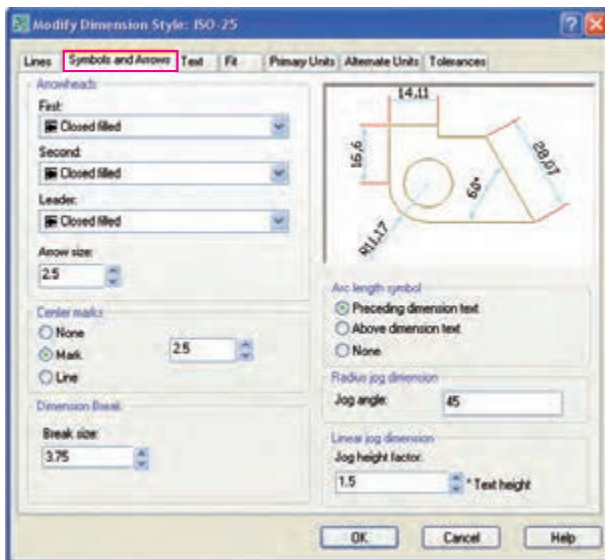 Modify Dimension Style: ISO-25
Lines Symbols and Arrows Text Fit Primary Units Alternate Units Tolerances
Arrowheads
First:
Closed filled
Second:
Closed filled
Leader:
Closed filled
Arrow size:
2.5
Center marks
None
Mark
2.5
Line
Dimension Break
Break size:
3.75
14,11
16,6
28,07
60°
R11,17
Arc length symbol
Preceding dimension text
Above dimension text
None
Radius jog dimension
Jog angle:
45
Linear jog dimension
Jog height factor:
1.5
* Text height
OK Cancel Help